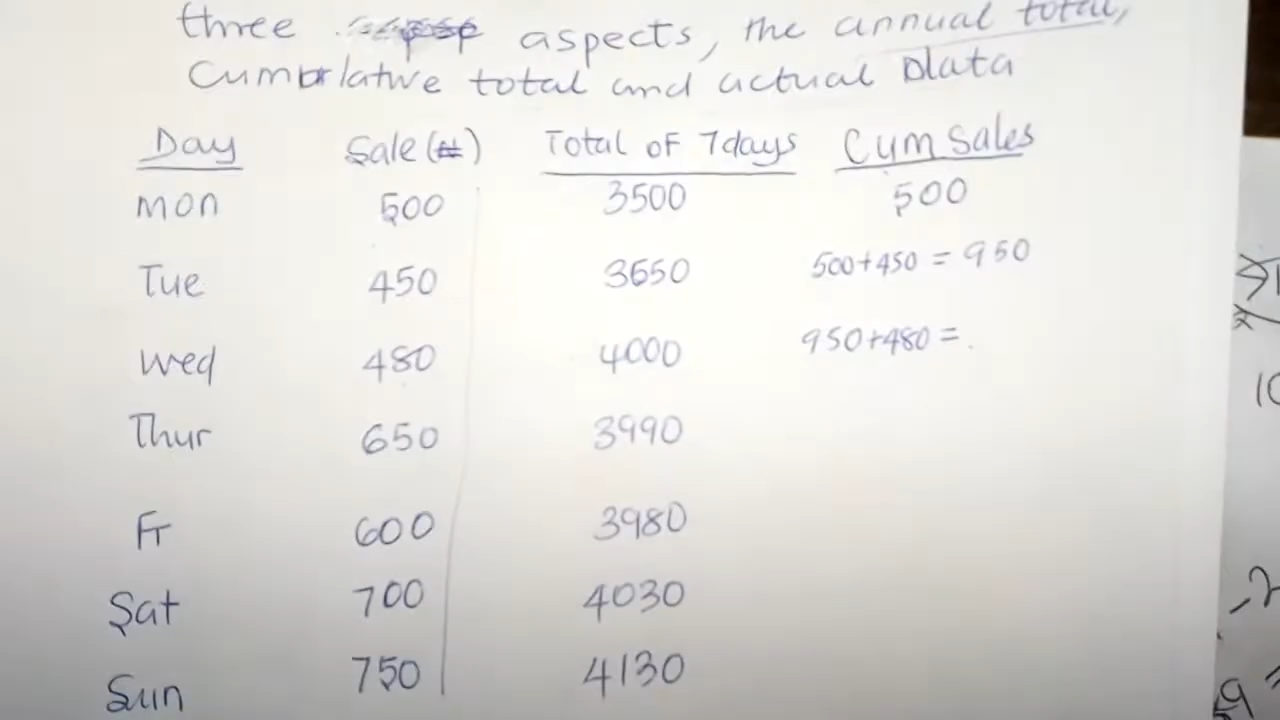 three aspects, the annual total,
Cumulative total and actual Data
Day Sale (₦) Total of 7days Cum Sales
Mon 500 3500 500
Tue 450 3650 500+450 = 950
Wed 480 4000 950+480 =
Thur 650 3990
Fr 600 3980
Sat 700 4030
Sun 750 4130